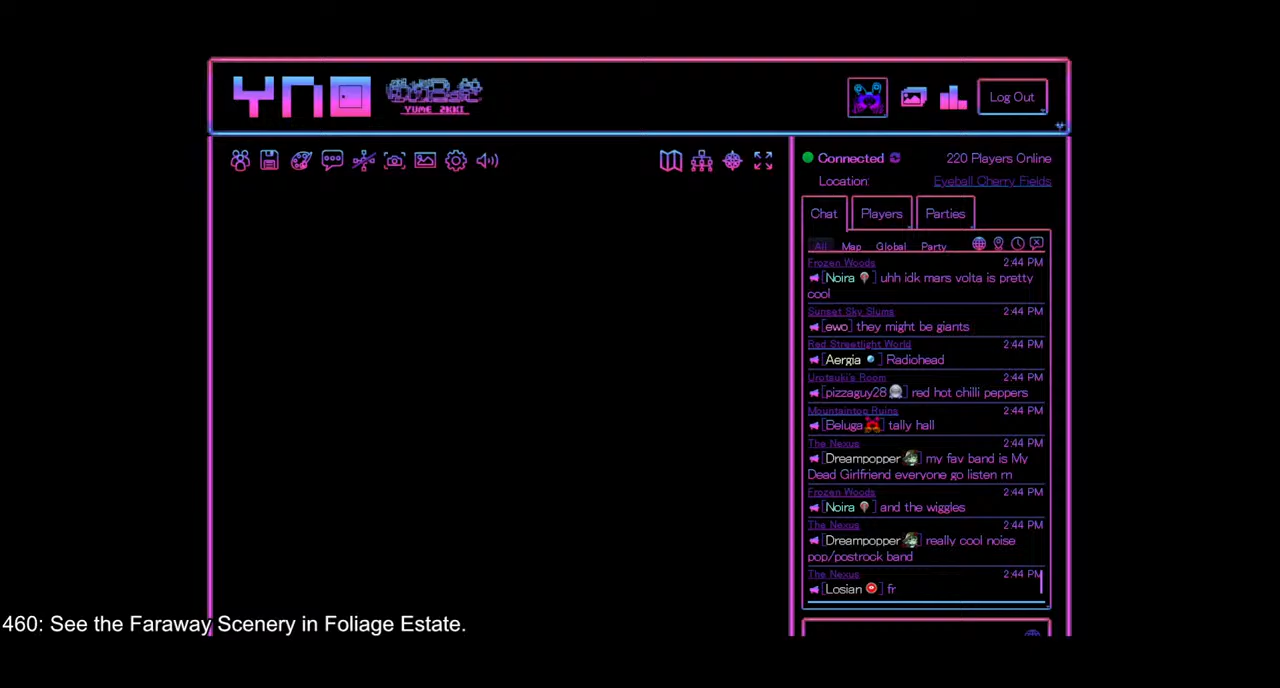 YNO
YUME 2KKI
Log Out
Connected
220 Players Online
Location:
Eyeball Cherry Fields
Chat
Players
Parties
All
Map
Global
Party
Frozen Woods
2:44 PM
[Noira ] uhh idk mars volta is pretty
cool
Sunset Sky Slums
2:44 PM
[ewo] they might be giants
Red Streetlight World
2:44 PM
[Aergia ] Radiohead
Urotsuki's Room
2:44 PM
[pizzaguy28 ] red hot chilli peppers
Mountaintop Ruins
2:44 PM
[Beluga ] tally hall
The Nexus
2:44 PM
[Dreampopper ] my fav band is My
Dead Girlfriend everyone go listen rn
Frozen Woods
2:44 PM
[Noira ] and the wiggles
The Nexus
2:44 PM
[Dreampopper ] really cool noise
pop/postrock band
The Nexus
2:44 PM
[Losian ] fr
460: See the Faraway Scenery in Foliage Estate.